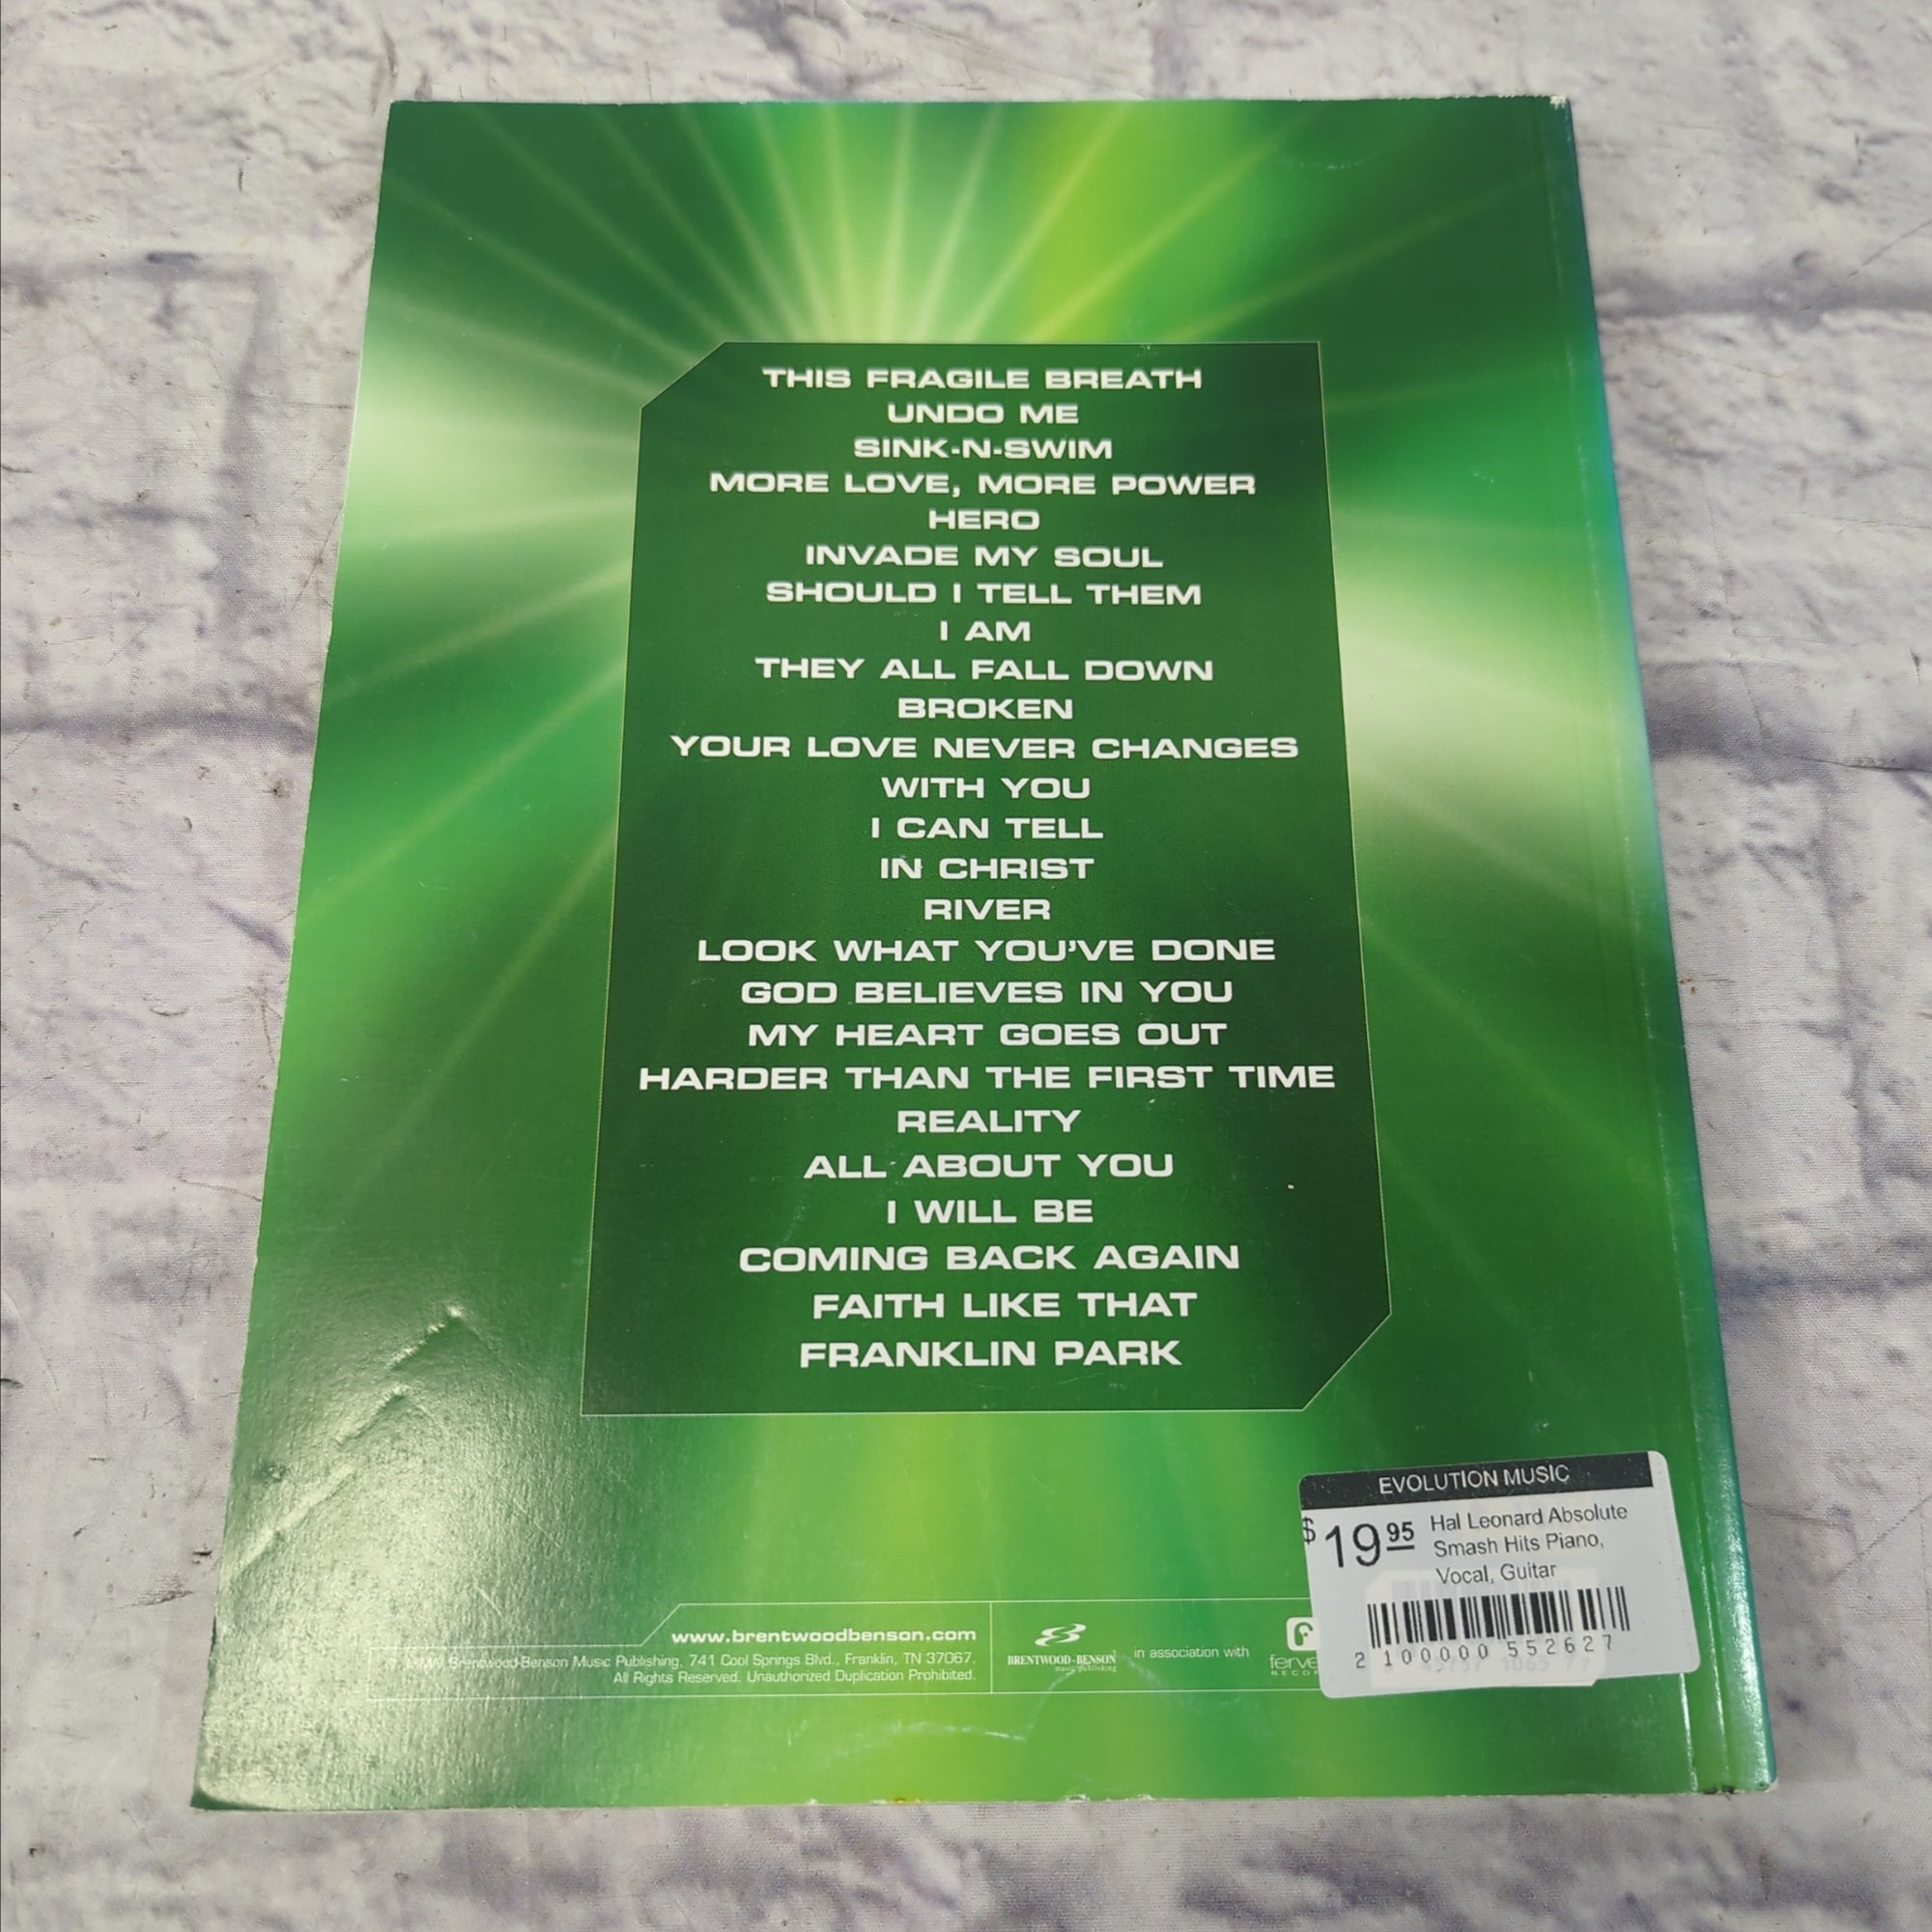 THIS FRAGILE BREATH
UNDO ME
SINK-N-SWIM
MORE LOVE, MORE POWER
HERO
INVADE MY SOUL
SHOULD I TELL THEM
I AM
THEY ALL FALL DOWN
BROKEN
YOUR LOVE NEVER CHANGES
WITH YOU
I CAN TELL
IN CHRIST
RIVER
LOOK WHAT YOU'VE DONE
GOD BELIEVES IN YOU
MY HEART GOES OUT
HARDER THAN THE FIRST TIME
REALITY
ALL ABOUT YOU
I WILL BE
COMING BACK AGAIN
FAITH LIKE THAT
FRANKLIN PARK
EVOLUTION MUSIC
$19.95
Hal Leonard Absolute
Smash Hits Piano,
Vocal, Guitar
2 100000 552627
www.brentwoodbenson.com
Brentwood-Benson Music Publishing, 741 Cool Springs Blvd., Franklin, TN 37067.
All Rights Reserved. Unauthorized Duplication Prohibited.
BRENTWOOD-BENSON
music publishing
in association with